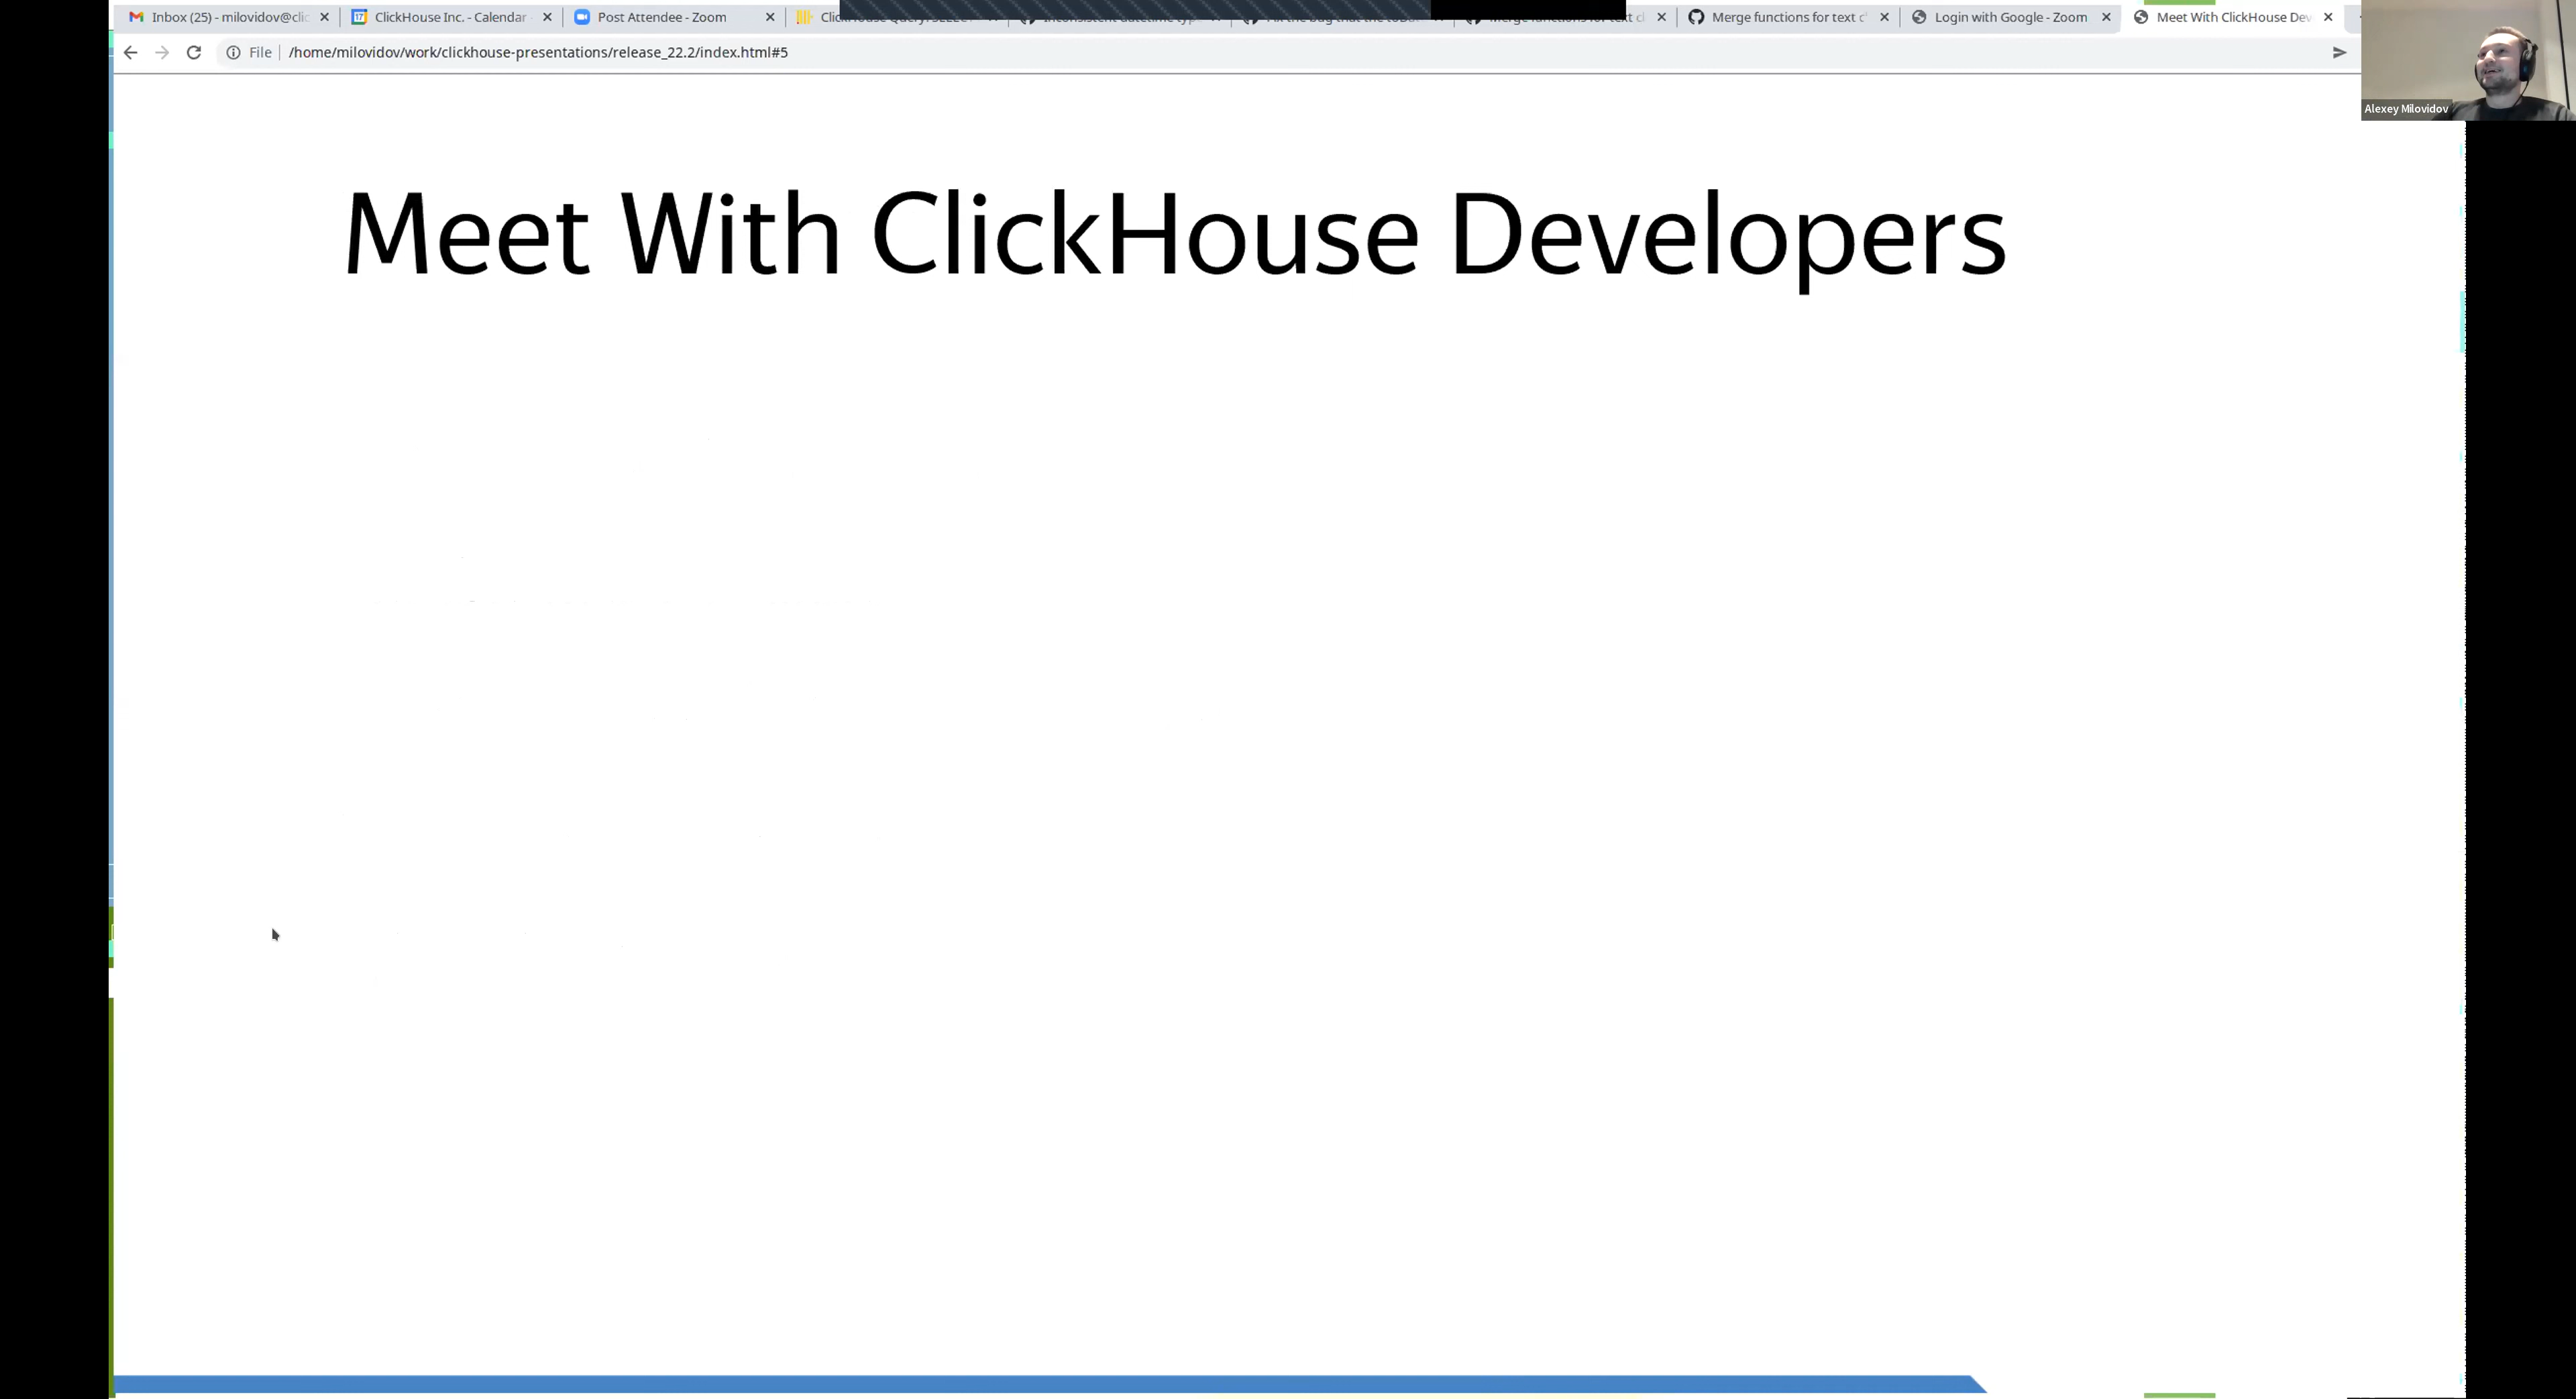 Inbox (25) - milovidov@clic
ClickHouse Inc. - Calendar
Post Attendee - Zoom
Merge functions for text c
Login with Google - Zoom
Meet With ClickHouse Dev
File
/home/milovidov/work/clickhouse-presentations/release_22.2/index.html#5
Alexey Milovidov
Meet With ClickHouse Developers